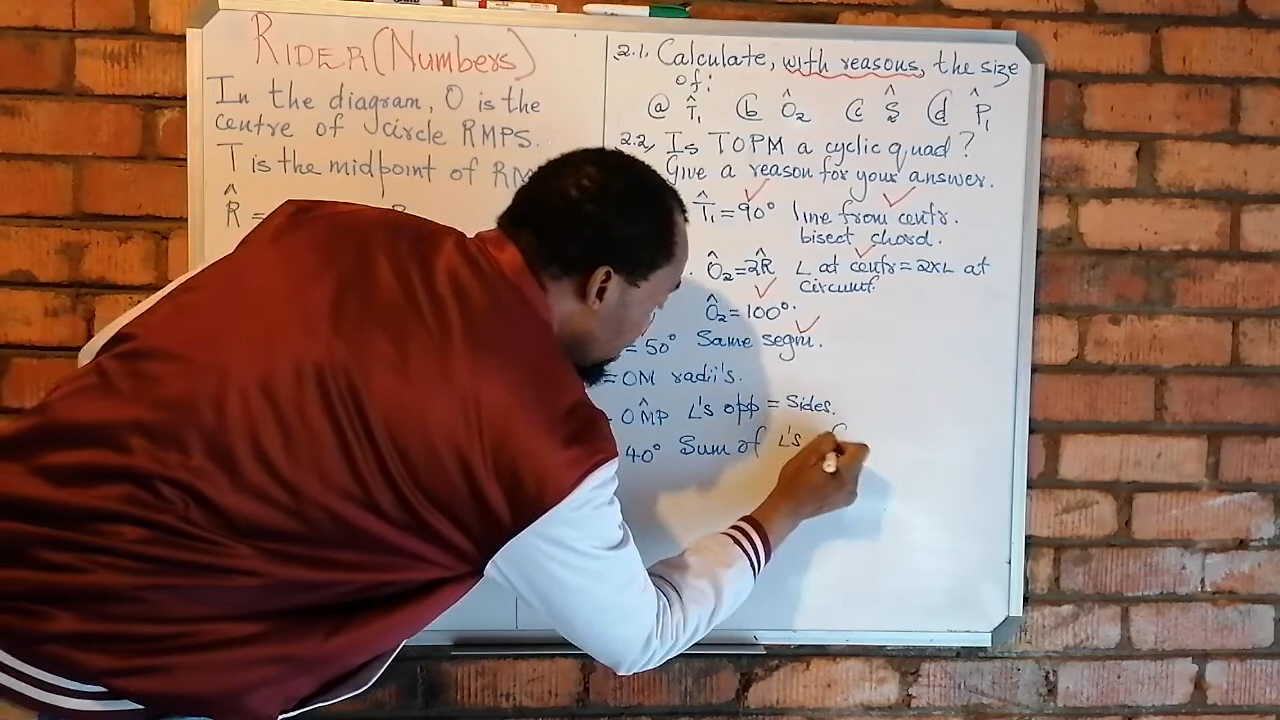 RIDER (Numbers)
In the diagram, O is the
centre of circle RMPS.
T is the midpoint of RM
R̂ =
2.1, Calculate, with reasons, the size
of:
ⓐ T̂₁ ⓑ Ô₂ ⓒ Ŝ ⓓ P̂₁
2.2, Is TOPM a cyclic quad?
Give a reason for your answer.
T̂₁ = 90° line from centr.
bisect chord.
Ô₂ = 2R̂ ∠ at centr = 2x∠ at
circumf.
Ô₂ = 100°.
= 50° Same segm.
= OM radii's.
= OM̂P ∠'s opp = Sides.
40° Sum of ∠'s